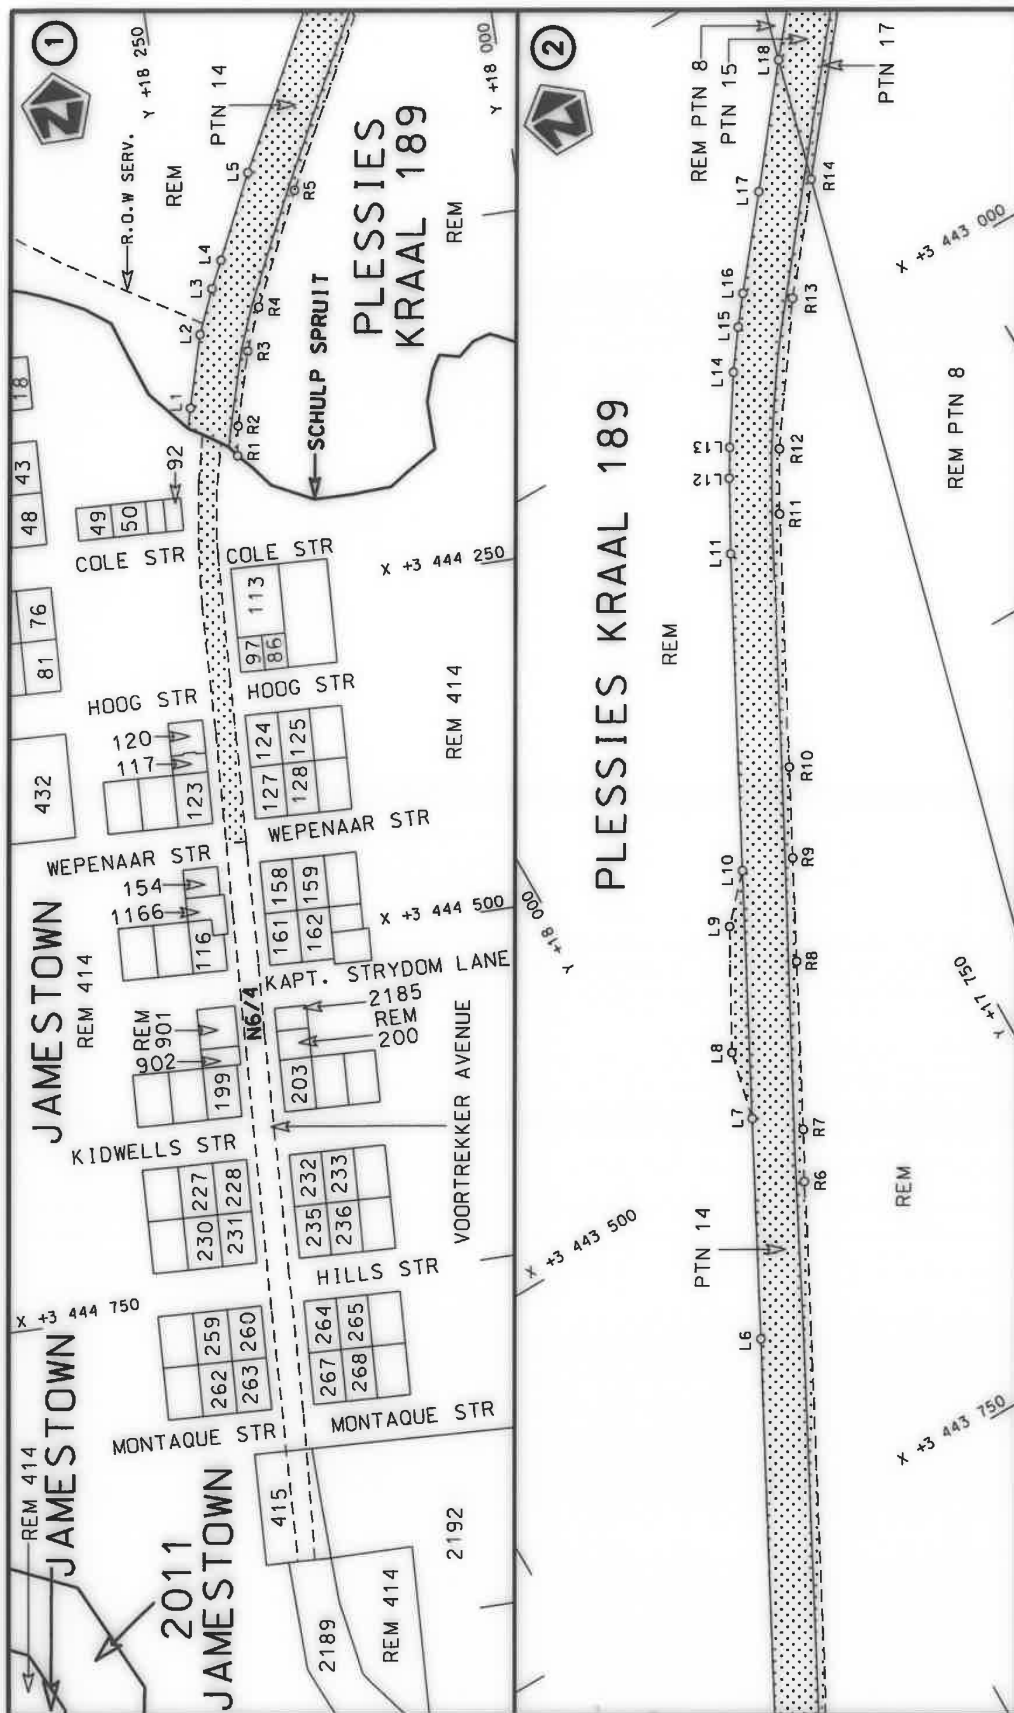 1
Y +18 250
Y +18 000
PTN 14
R.O.W SERV.
REM
L5
L4
L3
L2
L1
R5
R4
R3
R2
R1
PLESSIES
KRAAL 189
REM
SCHULP SPRUIT
18
43
48
49
50
92
COLE STR
COLE STR
X +3 444 250
113
97
86
76
81
HOOG STR
HOOG STR
REM 414
432
120
117
123
124
125
127
128
WEPENAAR STR
WEPENAAR STR
154
1166
116
158
159
161
162
X +3 444 500
KAPT. STRYDOM LANE
JAMESTOWN
REM 414
N6/4
REM
901
902
199
2185
REM
200
203
VOORTREKKER AVENUE
KIDWELLS STR
227
228
230
231
232
233
235
236
HILLS STR
X +3 444 750
259
260
262
263
264
265
267
268
MONTAQUE STR
MONTAQUE STR
REM 414
JAMESTOWN
2011
JAMESTOWN
415
2192
2189
REM 414
2
REM PTN 8
PTN 15
PTN 17
L18
L17
L16
L15
L14
L13
L12
L11
R14
R13
R12
R11
X +3 443 000
REM PTN 8
PLESSIES KRAAL 189
REM
R10
R9
R8
R7
R6
L10
L9
L8
L7
L6
Y +18 000
Y +17 750
REM
PTN 14
X +3 443 500
X +3 443 750